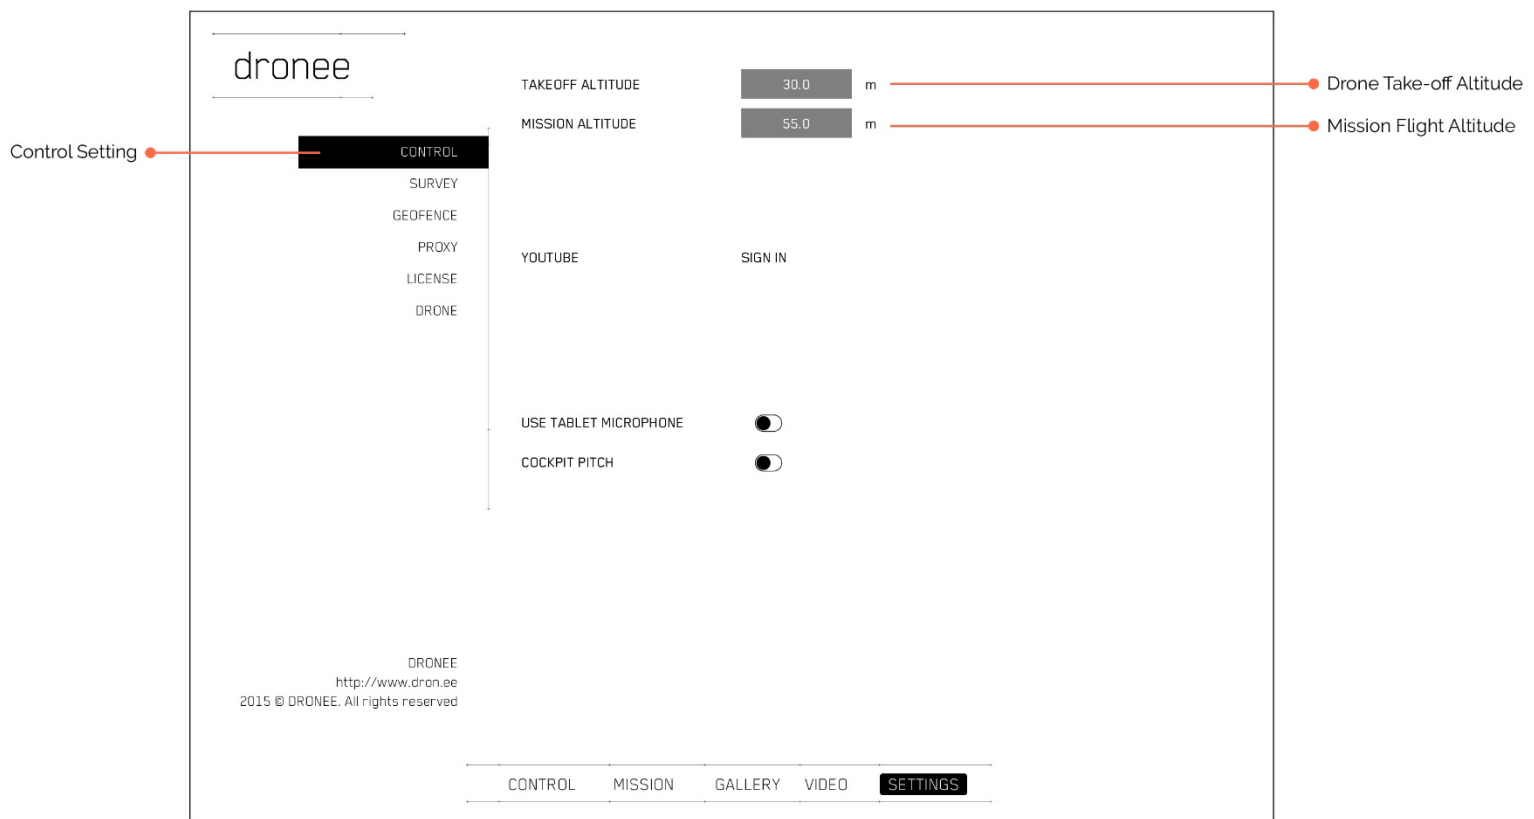 dronee
TAKEOFF ALTITUDE 30.0 m Drone Take-off Altitude
MISSION ALTITUDE 55.0 m Mission Flight Altitude
Control Setting CONTROL
SURVEY
GEOFENCE
PROXY
YOUTUBE SIGN IN
LICENSE
DRONE
USE TABLET MICROPHONE
COCKPIT PITCH
DRONEE
http://www.dron.ee
2015 © DRONEE. All rights reserved
CONTROL MISSION GALLERY VIDEO SETTINGS